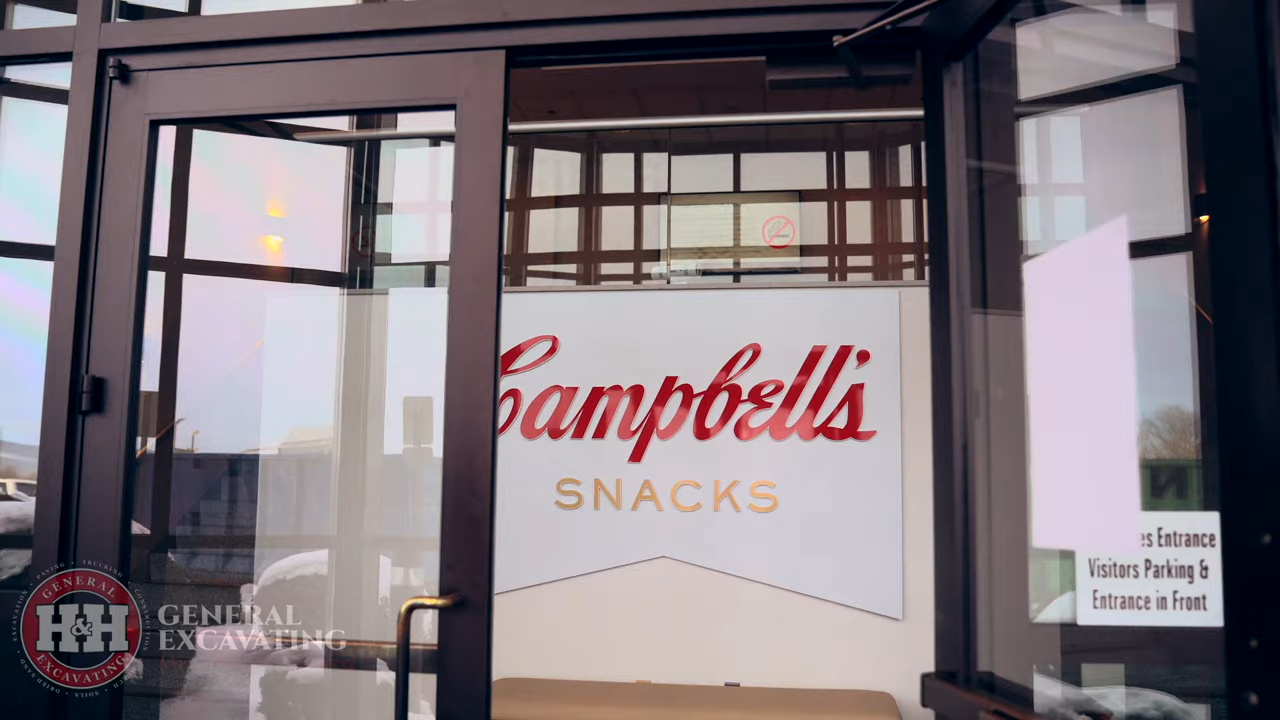 Campbell's
SNACKS
es Entrance
Visitors Parking &
Entrance in Front
GENERAL
H&H
EXCAVATING
GENERAL
EXCAVATING